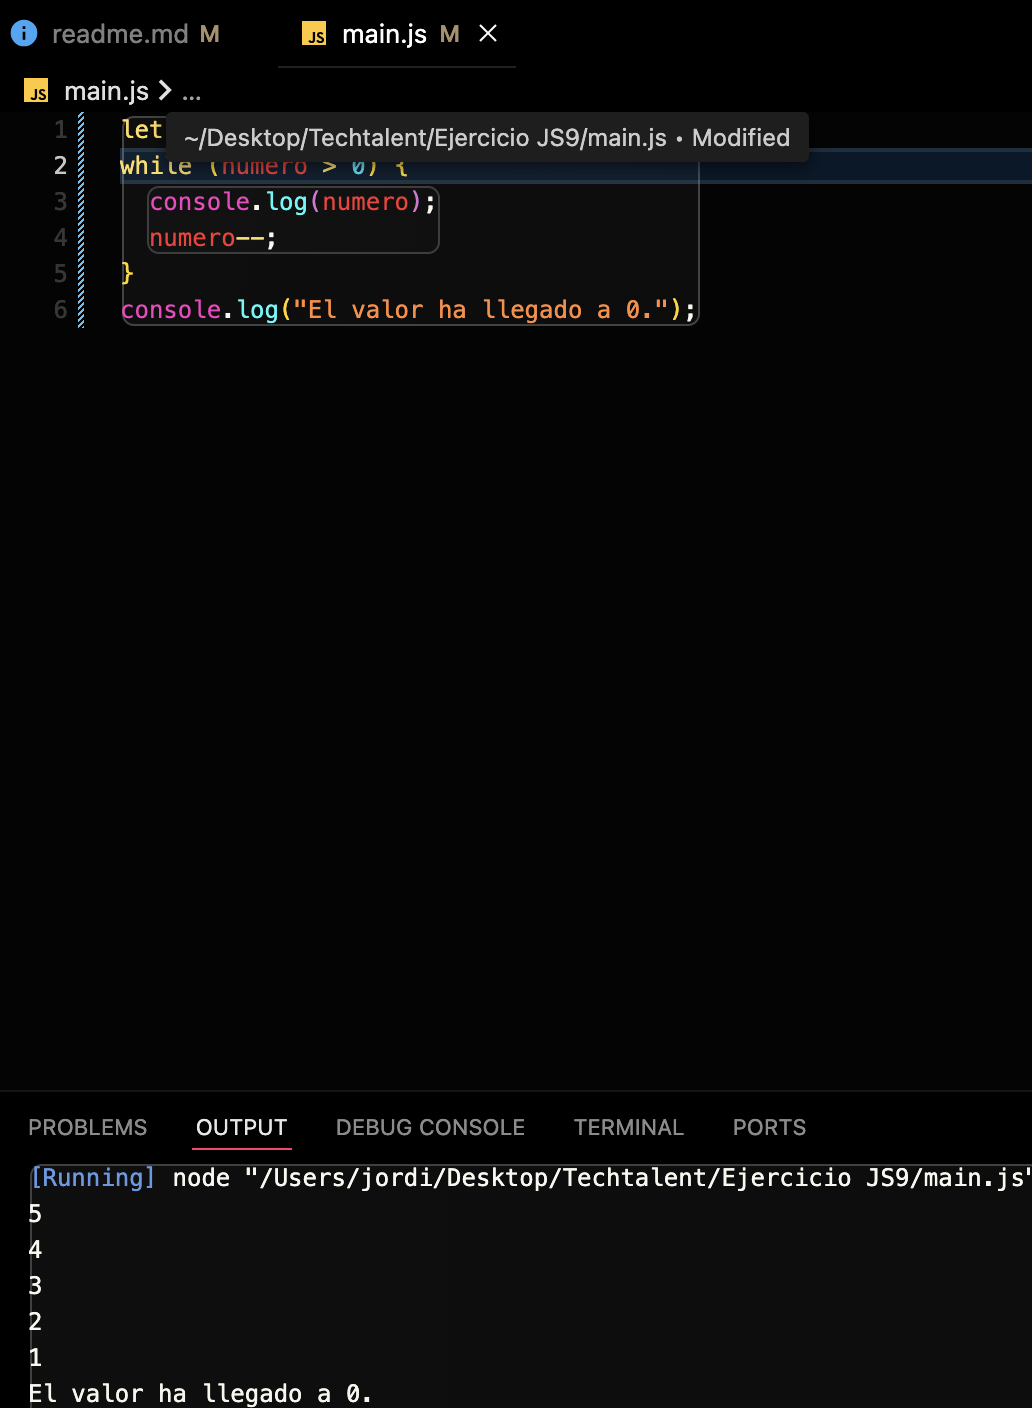 readme.md M
JS main.js M
JS main.js > ...
1 let
~/Desktop/Techtalent/Ejercicio JS9/main.js • Modified
2 while (numero > 0) {
3 console.log(numero);
4 numero--;
5 }
6 console.log("El valor ha llegado a 0.");
PROBLEMS OUTPUT DEBUG CONSOLE TERMINAL PORTS
[Running] node "/Users/jordi/Desktop/Techtalent/Ejercicio JS9/main.js"
5
4
3
2
1
El valor ha llegado a 0.